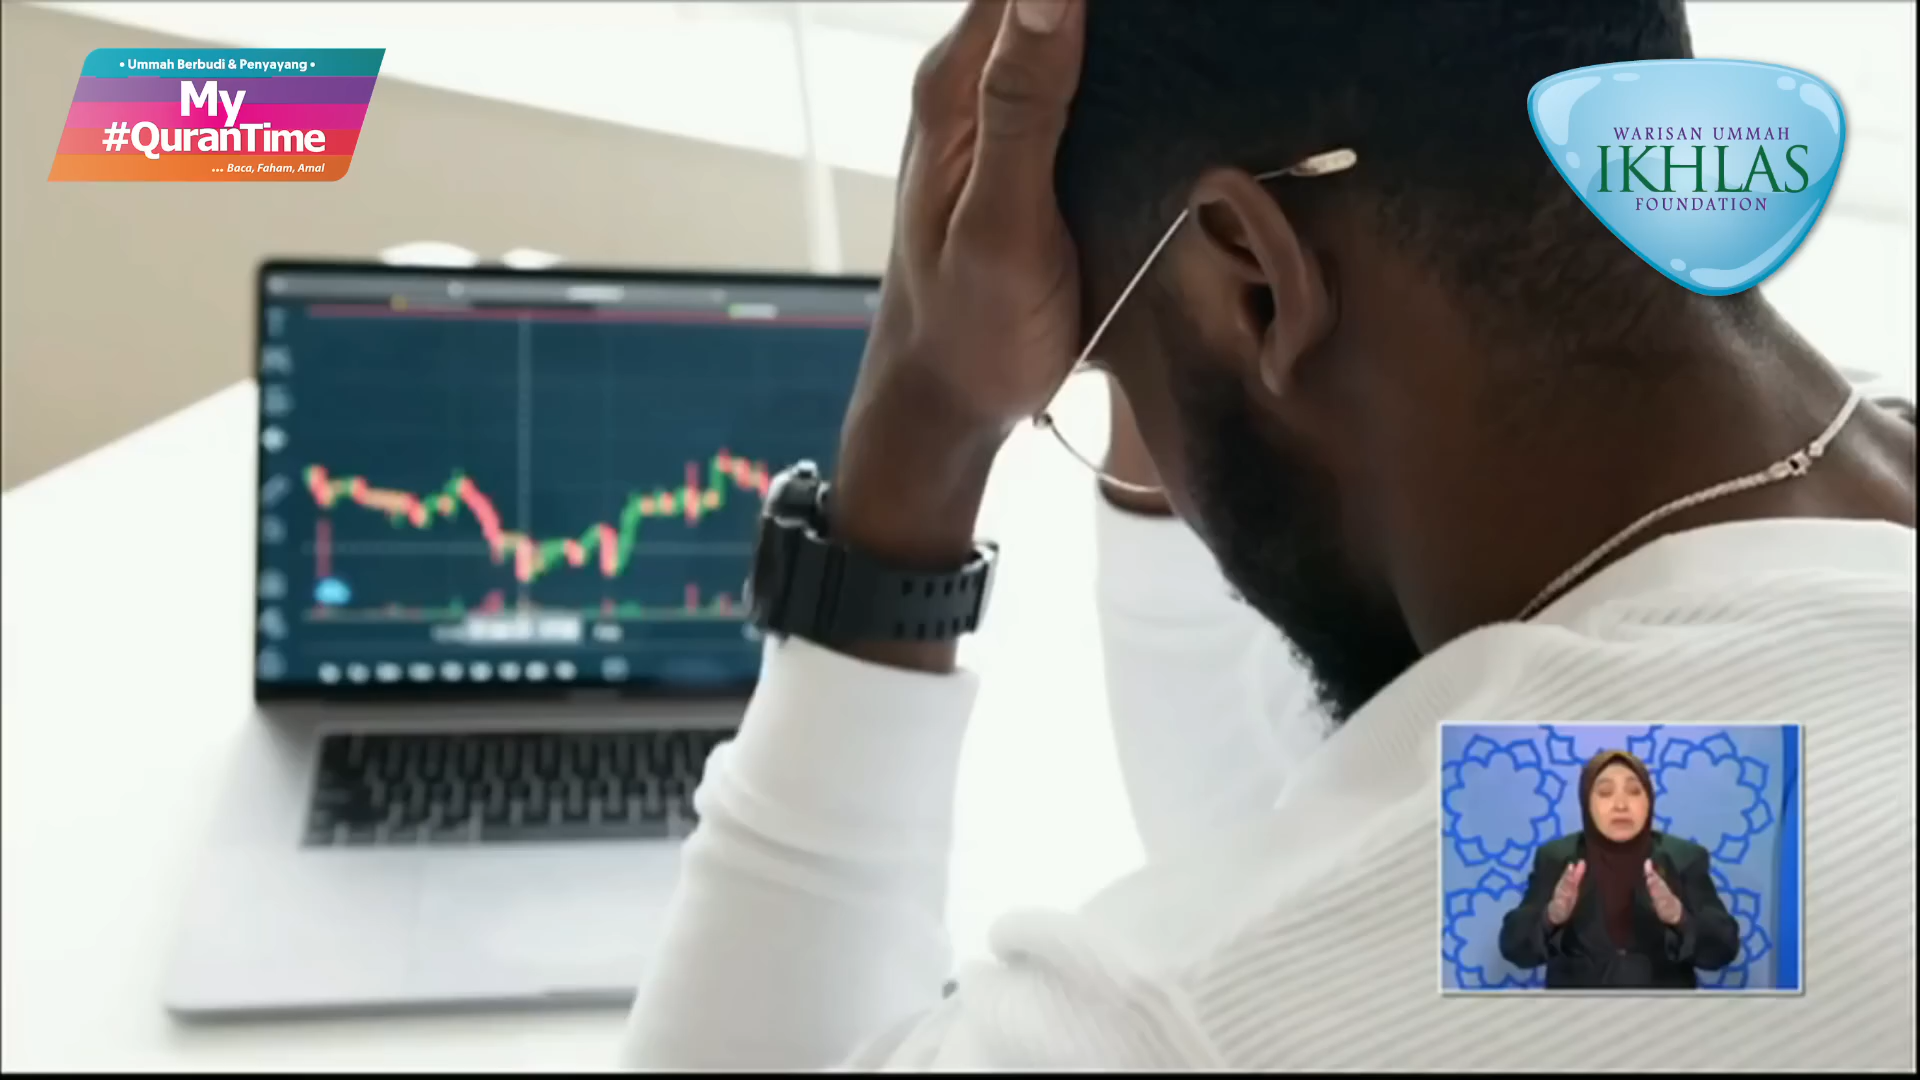 • Ummah Berbudi & Penyayang •
My
#QuranTime
... Baca, Faham, Amal
WARISAN UMMAH
IKHLAS
FOUNDATION